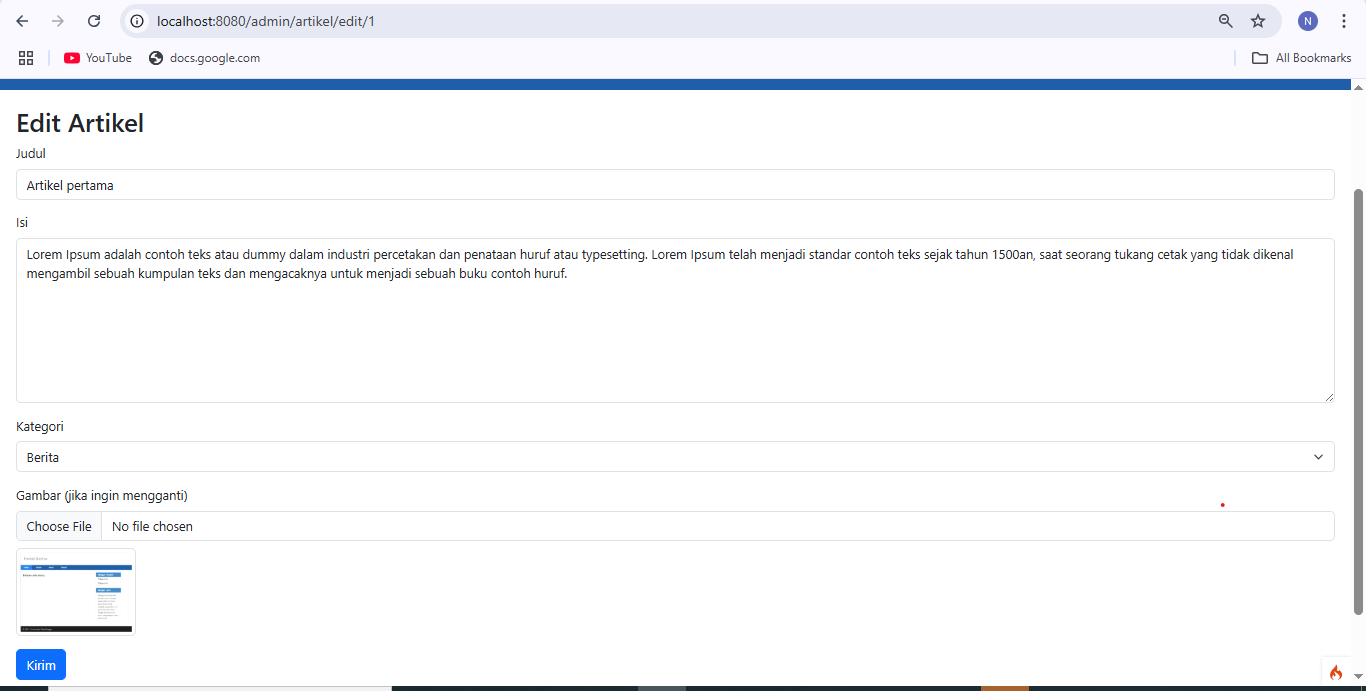 localhost:8080/admin/artikel/edit/1
N
YouTube
docs.google.com
All Bookmarks
Edit Artikel
Judul
Artikel pertama
Isi
Lorem Ipsum adalah contoh teks atau dummy dalam industri percetakan dan penataan huruf atau typesetting. Lorem Ipsum telah menjadi standar contoh teks sejak tahun 1500an, saat seorang tukang cetak yang tidak dikenal
mengambil sebuah kumpulan teks dan mengacaknya untuk menjadi sebuah buku contoh huruf.
Kategori
Berita
Gambar (jika ingin mengganti)
Choose File No file chosen
Kirim